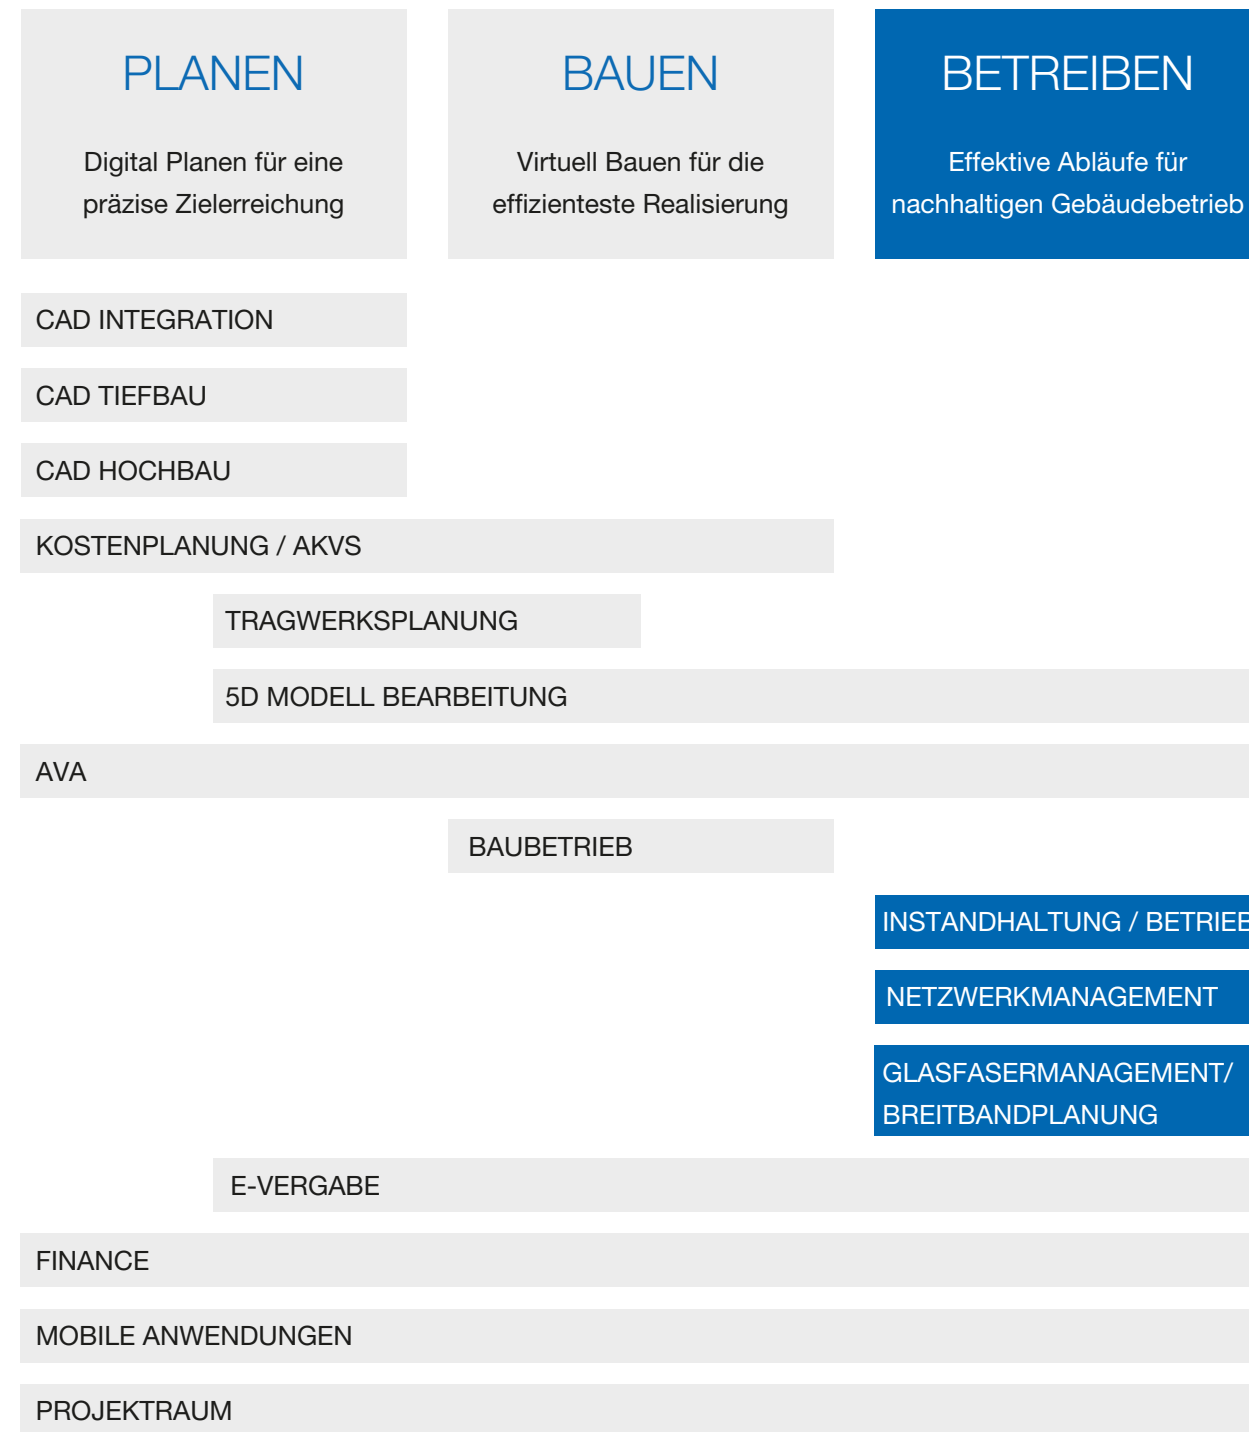 PLANEN
Digital Planen für eine
präzise Zielerreichung
BAUEN
Virtuell Bauen für die
effizienteste Realisierung
BETREIBEN
Effektive Abläufe für
nachhaltigen Gebäudebetrieb
CAD INTEGRATION
CAD TIEFBAU
CAD HOCHBAU
KOSTENPLANUNG / AKVS
TRAGWERKSPLANUNG
5D MODELL BEARBEITUNG
AVA
BAUBETRIEB
INSTANDHALTUNG / BETRIEB
NETZWERKMANAGEMENT
GLASFASERMANAGEMENT/
BREITBANDPLANUNG
E-VERGABE
FINANCE
MOBILE ANWENDUNGEN
PROJEKTRAUM